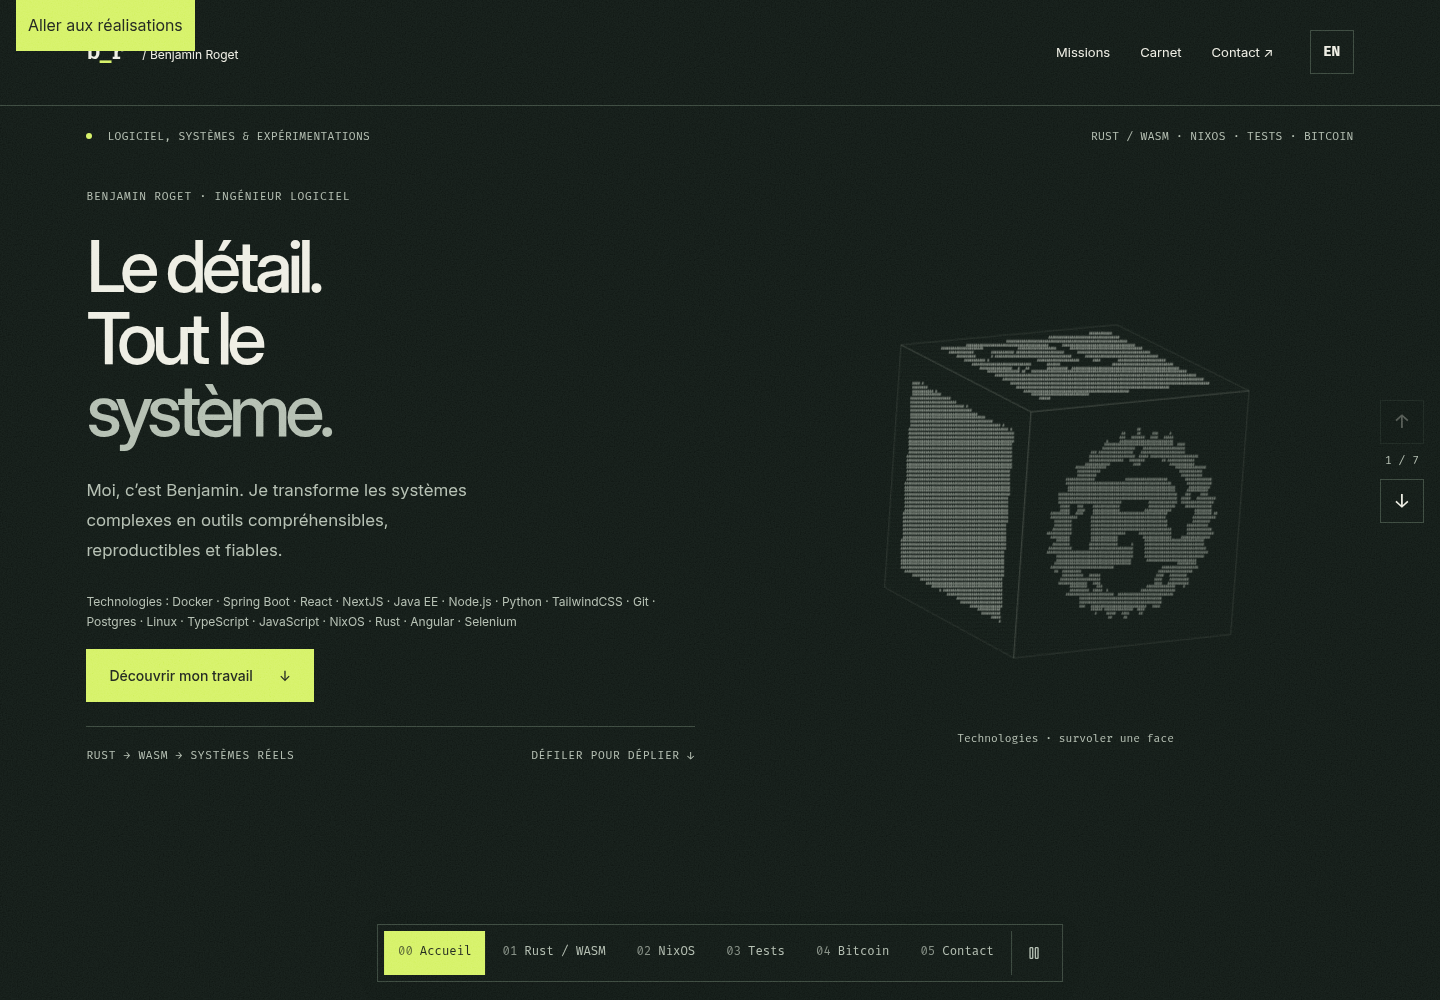 Aller aux réalisations
b_r / Benjamin Roget
Missions
Carnet
Contact ↗
EN
LOGICIEL, SYSTÈMES & EXPÉRIMENTATIONS
RUST / WASM · NIXOS · TESTS · BITCOIN
BENJAMIN ROGET · INGÉNIEUR LOGICIEL
Le détail.
Tout le
système.
Moi, c’est Benjamin. Je transforme les systèmes
complexes en outils compréhensibles,
reproductibles et fiables.
Technologies : Docker · Spring Boot · React · NextJS · Java EE · Node.js · Python · TailwindCSS · Git ·
Postgres · Linux · TypeScript · JavaScript · NixOS · Rust · Angular · Selenium
Découvrir mon travail ↓
RUST → WASM → SYSTÈMES RÉELS
DÉFILER POUR DÉPLIER ↓
R
↑
1 / 7
↓
Technologies · survoler une face
00 Accueil
01 Rust / WASM
02 NixOS
03 Tests
04 Bitcoin
05 Contact